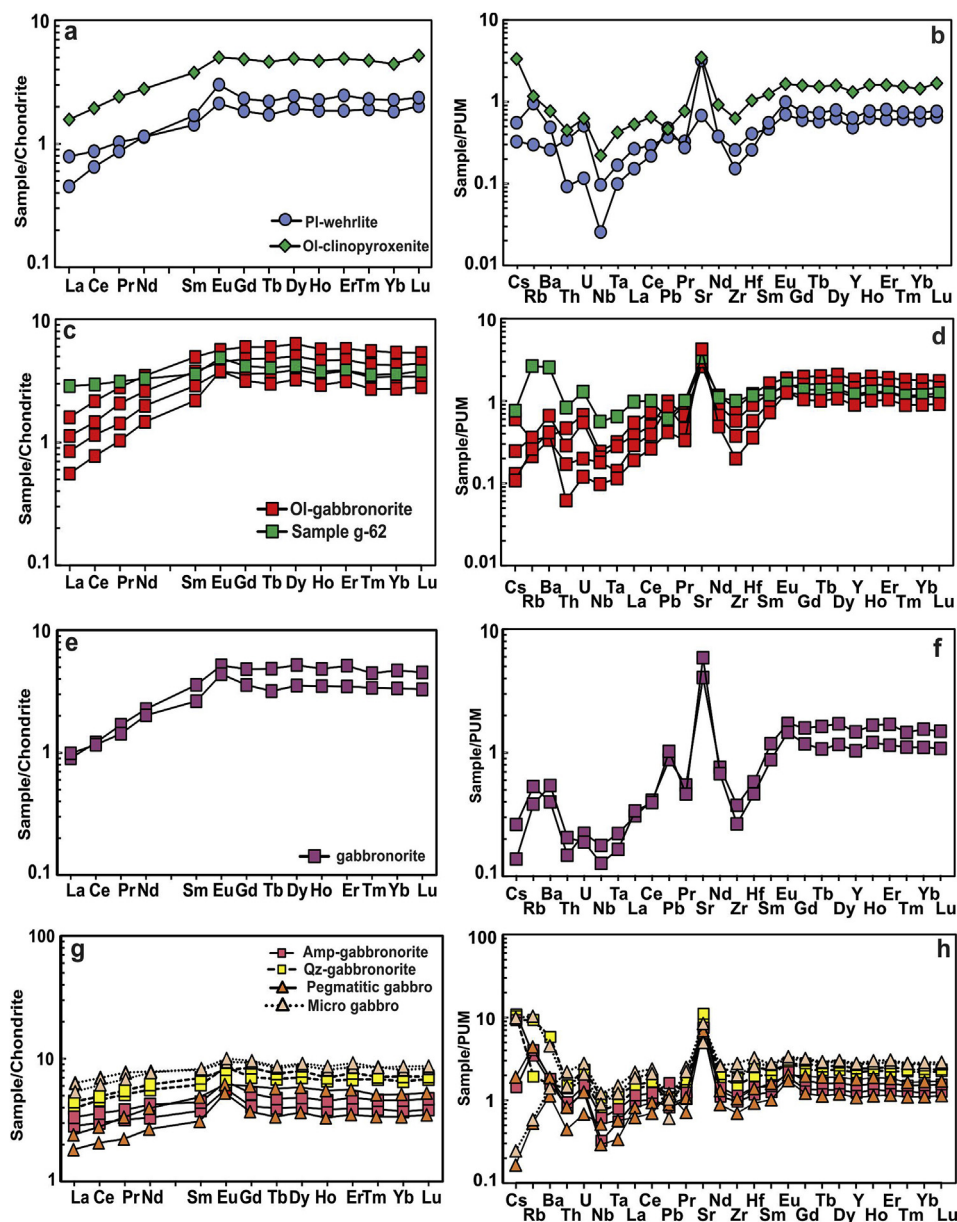 a
10
1
0.1
Sample/Chondrite
Pl-wehrlite
Ol-clinopyroxenite
La Ce Pr Nd Sm Eu Gd Tb Dy Ho Er Tm Yb Lu
b
10
1
0.1
0.01
Sample/PUM
Cs Ba U Ta Ce Pr Nd Hf Eu Tb Y Er Yb
Rb Th Nb La Pb Sr Zr Sm Gd Dy Ho Tm Lu
c
10
1
0.1
Sample/Chondrite
Ol-gabbronorite
Sample g-62
La Ce Pr Nd Sm Eu Gd Tb Dy Ho Er Tm Yb Lu
d
10
1
0.1
0.01
Sample/PUM
Cs Ba U Ta Ce Pr Nd Hf Eu Tb Y Er Yb
Rb Th Nb La Pb Sr Zr Sm Gd Dy Ho Tm Lu
e
10
1
0.1
Sample/Chondrite
gabbronorite
La Ce Pr Nd Sm Eu Gd Tb Dy Ho Er Tm Yb Lu
f
10
1
0.1
Sample/PUM
Cs Ba U Ta Ce Pr Nd Hf Eu Tb Y Er Yb
Rb Th Nb La Pb Sr Zr Sm Gd Dy Ho Tm Lu
g
100
10
1
Sample/Chondrite
Amp-gabbronorite
Qz-gabbronorite
Pegmatitic gabbro
Micro gabbro
La Ce Pr Nd Sm Eu Gd Tb Dy Ho Er Tm Yb Lu
h
100
10
1
0.1
Sample/PUM
Cs Ba U Ta Ce Pr Nd Hf Eu Tb Y Er Yb
Rb Th Nb La Pb Sr Zr Sm Gd Dy Ho Tm Lu